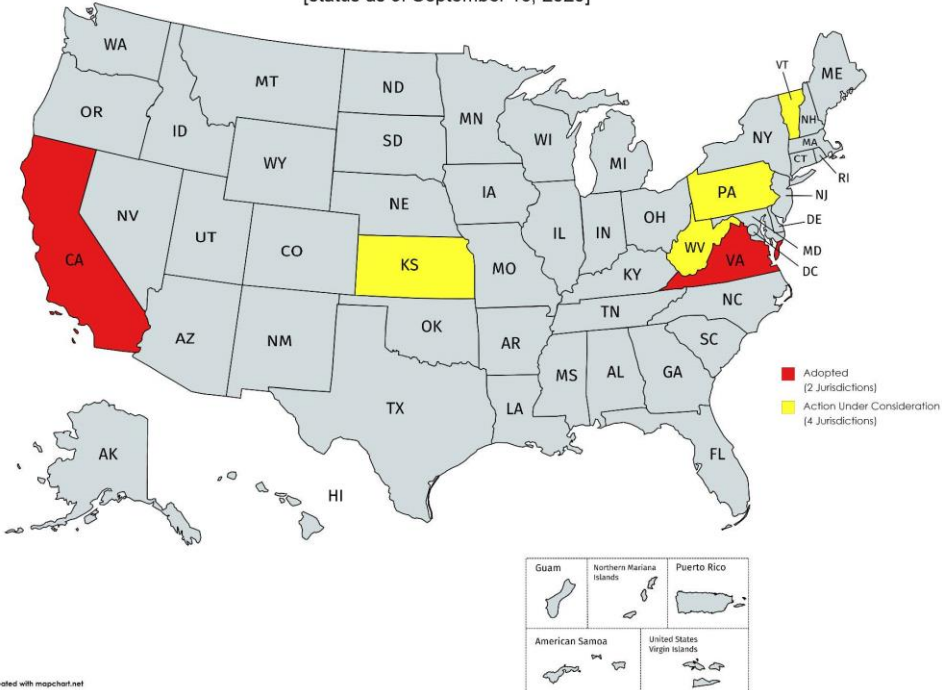 WA
MT
ND
MN
VT
ME
OR
ID
SD
WI
NY
NH
MA
WY
MI
CT
RI
IA
PA
NJ
NE
OH
NV
IL
IN
DE
UT
CO
WV
MD
CA
KS
MO
VA
DC
KY
NC
TN
OK
AZ
NM
AR
SC
MS
AL
GA
Adopted
(2 Jurisdictions)
TX
LA
Action Under Consideration
(4 Jurisdictions)
AK
FL
HI
Guam
Northern Mariana
Islands
Puerto Rico
American Samoa
United States
Virgin Islands
with mapchart.net